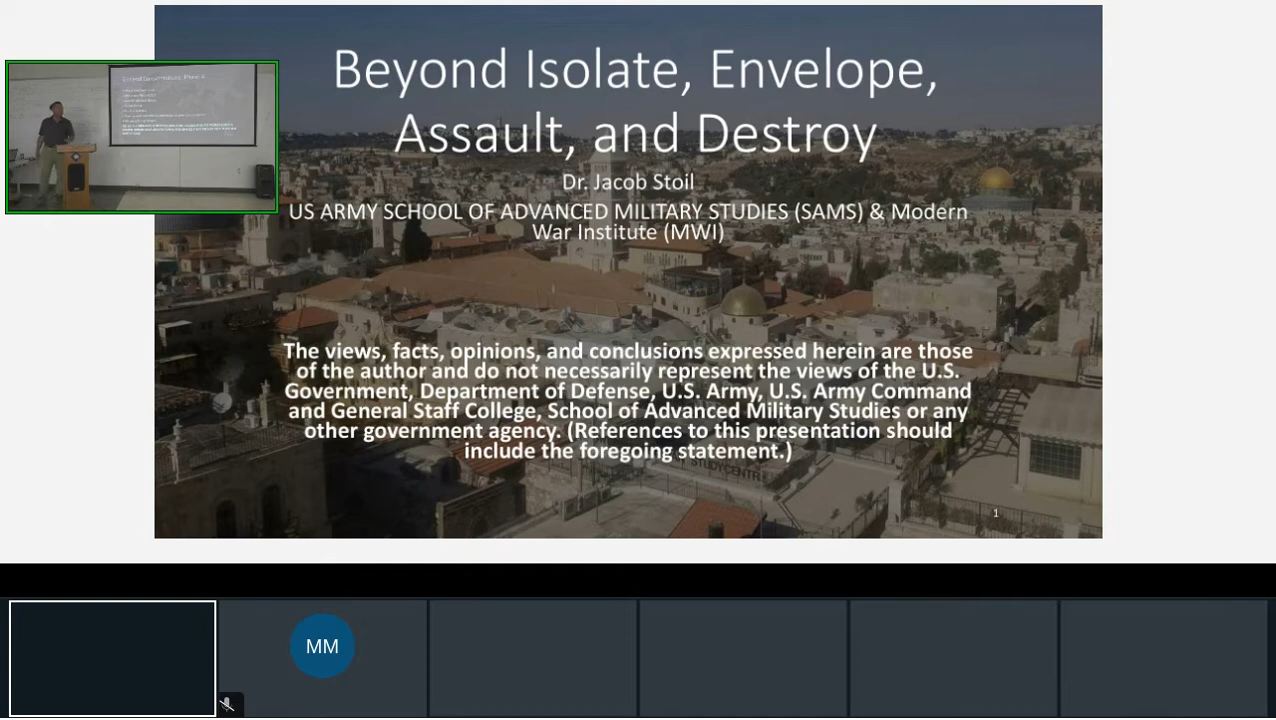 Beyond Isolate, Envelope,
Assault, and Destroy
Dr. Jacob Stoil
US ARMY SCHOOL OF ADVANCED MILITARY STUDIES (SAMS) & Modern
War Institute (MWI)
The views, facts, opinions, and conclusions expressed herein are those
of the author and do not necessarily represent the views of the U.S.
Government, Department of Defense, U.S. Army, U.S. Army Command
and General Staff College, School of Advanced Military Studies or any
other government agency. (References to this presentation should
include the foregoing statement.)
STUDYCENTRE
1
MM